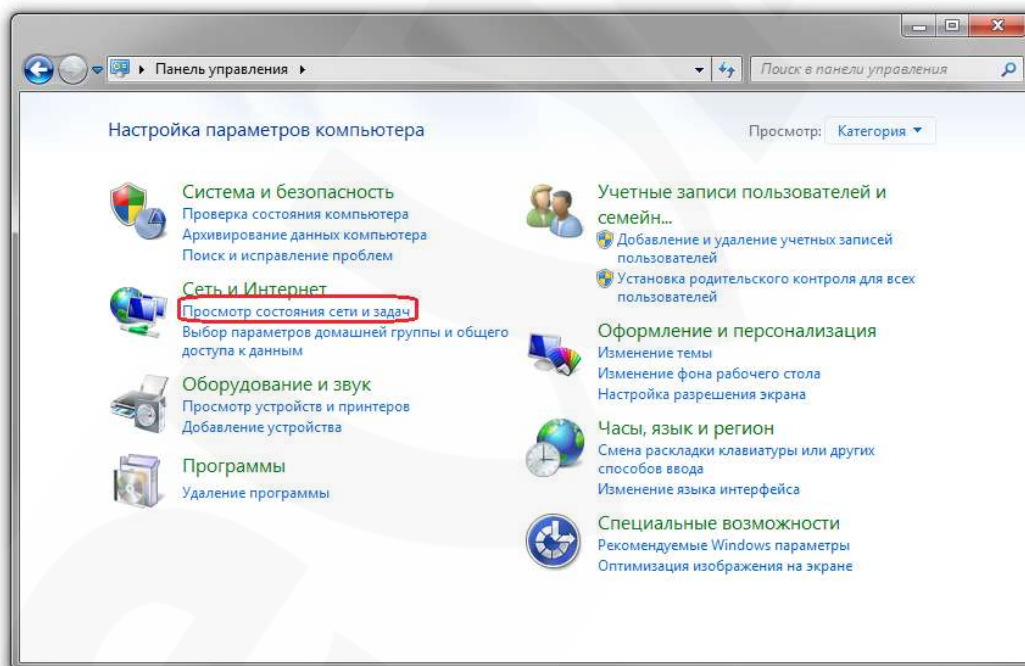 Панель управления
Поиск в панели управления
Настройка параметров компьютера
Просмотр: Категория
Система и безопасность
Проверка состояния компьютера
Архивирование данных компьютера
Поиск и исправление проблем
Сеть и Интернет
Просмотр состояния сети и задач
Выбор параметров домашней группы и общего
доступа к данным
Оборудование и звук
Просмотр устройств и принтеров
Добавление устройства
Программы
Удаление программы
Учетные записи пользователей и
семейн...
Добавление и удаление учетных записей
пользователей
Установка родительского контроля для всех
пользователей
Оформление и персонализация
Изменение темы
Изменение фона рабочего стола
Настройка разрешения экрана
Часы, язык и регион
Смена раскладки клавиатуры или других
способов ввода
Изменение языка интерфейса
Специальные возможности
Рекомендуемые Windows параметры
Оптимизация изображения на экране